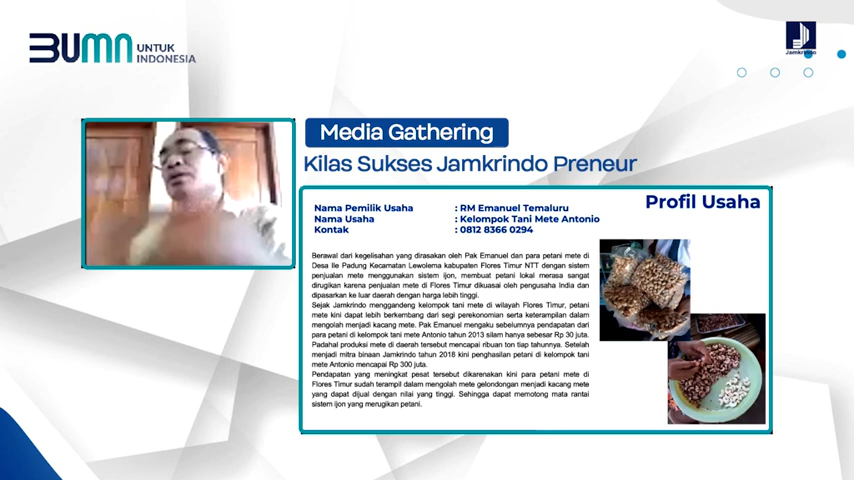 BUMN UNTUK
INDONESIA
Jamkrindo
Media Gathering
Kilas Sukses Jamkrindo Preneur
Profil Usaha
Nama Pemilik Usaha : RM Emanuel Temaluru
Nama Usaha : Kelompok Tani Mete Antonio
Kontak : 0812 8366 0294
Berawal dari kegelisahan yang dirasakan oleh Pak Emanuel dan para petani mete di
Desa Ile Padung Kecamatan Lewolema kabupaten Flores Timur NTT dengan sistem
penjualan mete menggunakan sistem ijon, membuat petani lokal merasa sangat
dirugikan karena penjualan mete di Flores Timur dikuasai oleh pengusaha India dan
dipasarkan ke luar daerah dengan harga lebih tinggi.
Sejak Jamkrindo menggandeng kelompok tani mete di wilayah Flores Timur, petani
mete kini dapat lebih berkembang dari segi perekonomian serta keterampilan dalam
mengolah menjadi kacang mete. Pak Emanuel mengaku sebelumnya pendapatan dari
para petani di kelompok tani mete Antonio tahun 2013 silam hanya sebesar Rp 30 juta.
Padahal produksi mete di daerah tersebut mencapai ribuan ton tiap tahunnya. Setelah
menjadi mitra binaan Jamkrindo tahun 2018 kini penghasilan petani di kelompok tani
mete Antonio mencapai Rp 300 juta.
Pendapatan yang meningkat pesat tersebut dikarenakan kini para petani mete di
Flores Timur sudah terampil dalam mengolah mete gelondongan menjadi kacang mete
yang dapat dijual dengan nilai yang tinggi. Sehingga dapat memotong mata rantai
sistem ijon yang merugikan petani.